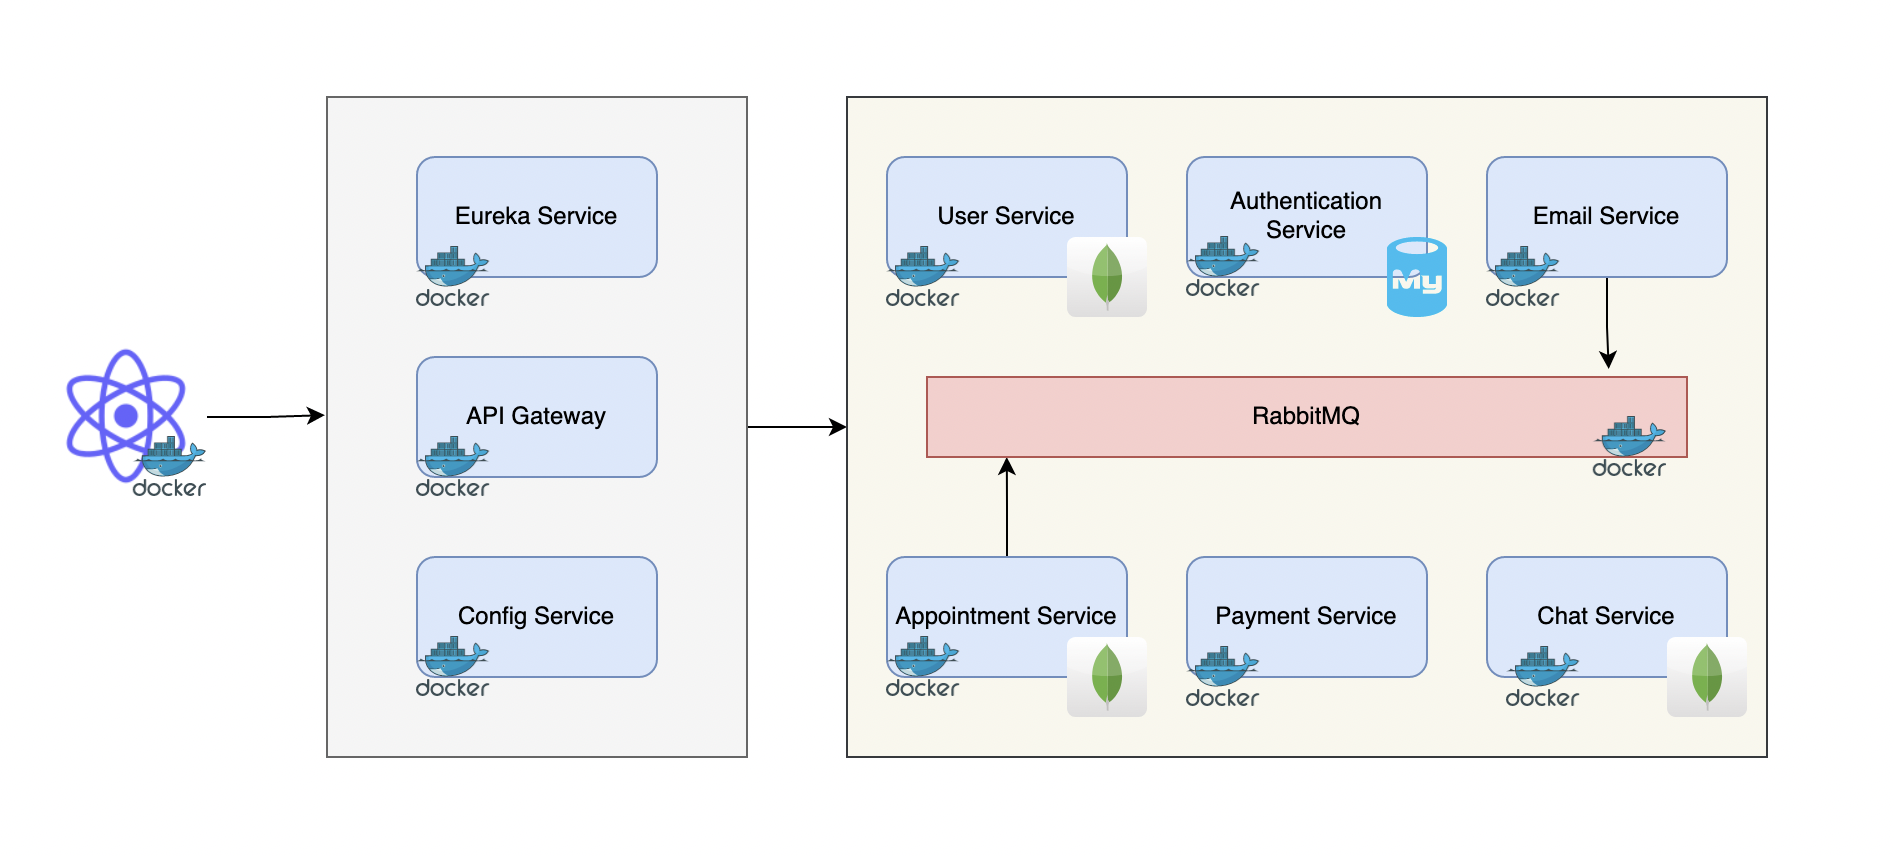 Eureka Service
docker
API Gateway
docker
Config Service
docker
docker
User Service
docker
Authentication
Service
docker
My
Email Service
docker
RabbitMQ
docker
Appointment Service
docker
Payment Service
docker
Chat Service
docker